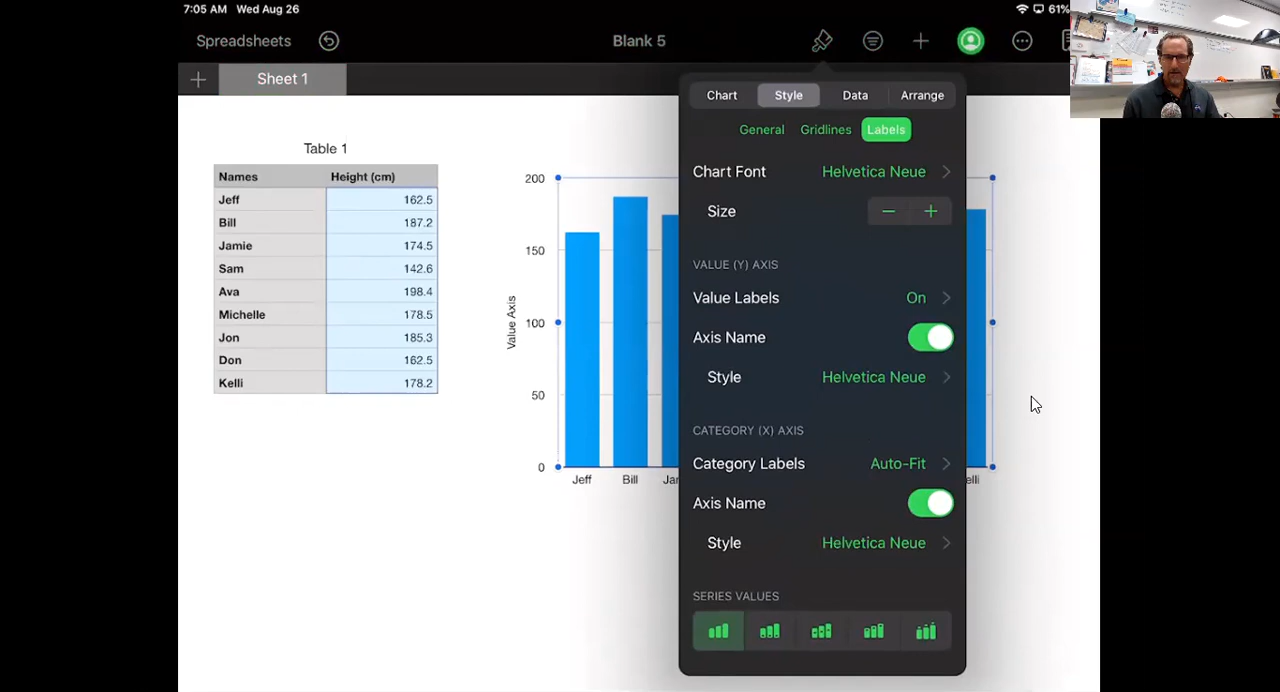 7:05 AM Wed Aug 26
61%
Spreadsheets
Blank 5
Sheet 1
Chart Style Data Arrange
General Gridlines Labels
Chart Font Helvetica Neue
Size
VALUE (Y) AXIS
Value Labels On
Axis Name
Style Helvetica Neue
CATEGORY (X) AXIS
Category Labels Auto-Fit
Axis Name
Style Helvetica Neue
SERIES VALUES
Table 1
Names Height (cm)
Jeff 162.5
Bill 187.2
Jamie 174.5
Sam 142.6
Ava 198.4
Michelle 178.5
Jon 185.3
Don 162.5
Kelli 178.2
Value Axis
200
150
100
50
0
Jeff Bill Jar elli